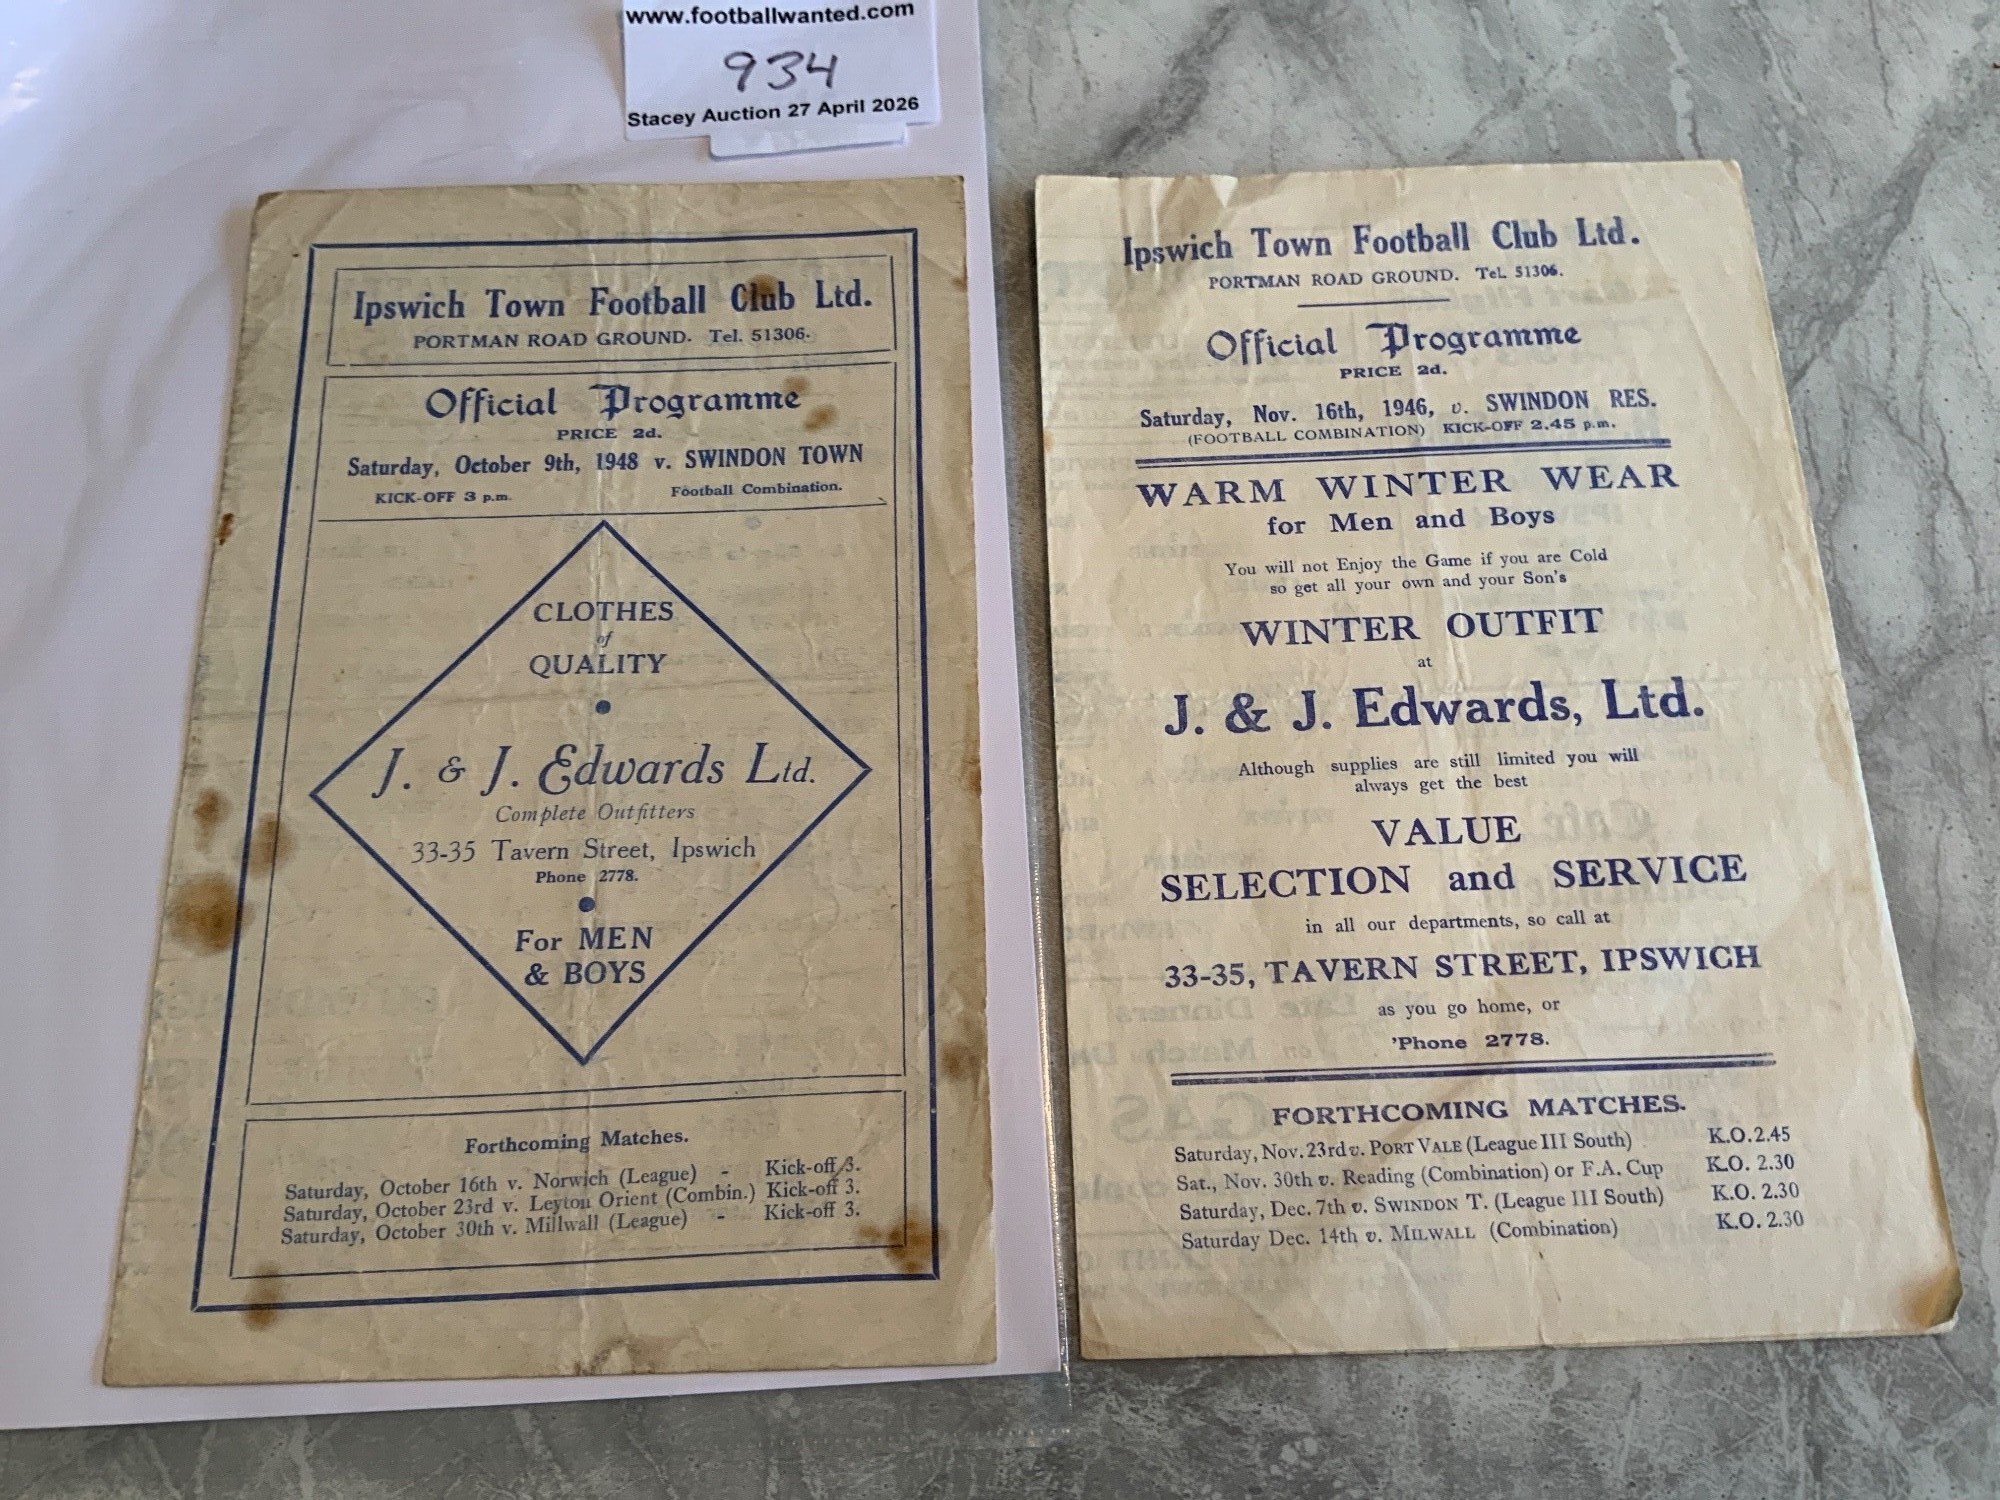 www.footballwanted.com
934
Stacey Auction 27 April 2026
Ipswich Town Football Club Ltd.
PORTMAN ROAD GROUND. Tel. 51306.
Official Programme
PRICE 2d.
Saturday, October 9th, 1948 v. SWINDON TOWN
KICK-OFF 3 p.m. Football Combination.
CLOTHES
of
QUALITY
J. & J. Edwards Ltd.
Complete Outfitters
33-35 Tavern Street, Ipswich
Phone 2778.
For MEN
& BOYS
Forthcoming Matches.
Saturday, October 16th v. Norwich (League) - Kick-off 3.
Saturday, October 23rd v. Leyton Orient (Combin.) Kick-off 3.
Saturday, October 30th v. Millwall (League) - Kick-off 3.
Ipswich Town Football Club Ltd.
PORTMAN ROAD GROUND. Tel. 51306.
Official Programme
PRICE 2d.
Saturday, Nov. 16th, 1946, v. SWINDON RES.
(FOOTBALL COMBINATION) KICK-OFF 2.45 p.m.
WARM WINTER WEAR
for Men and Boys
You will not Enjoy the Game if you are Cold
so get all your own and your Son's
WINTER OUTFIT
at
J. & J. Edwards, Ltd.
Although supplies are still limited you will
always get the best
VALUE
SELECTION and SERVICE
in all our departments, so call at
33-35, TAVERN STREET, IPSWICH
as you go home, or
'Phone 2778.
FORTHCOMING MATCHES.
Saturday, Nov. 23rd v. PORT VALE (League III South) K.O. 2.45
Sat., Nov. 30th v. Reading (Combination) or F.A. Cup K.O. 2.30
Saturday, Dec. 7th v. SWINDON T. (League III South) K.O. 2.30
Saturday Dec. 14th v. MILWALL (Combination) K.O. 2.30